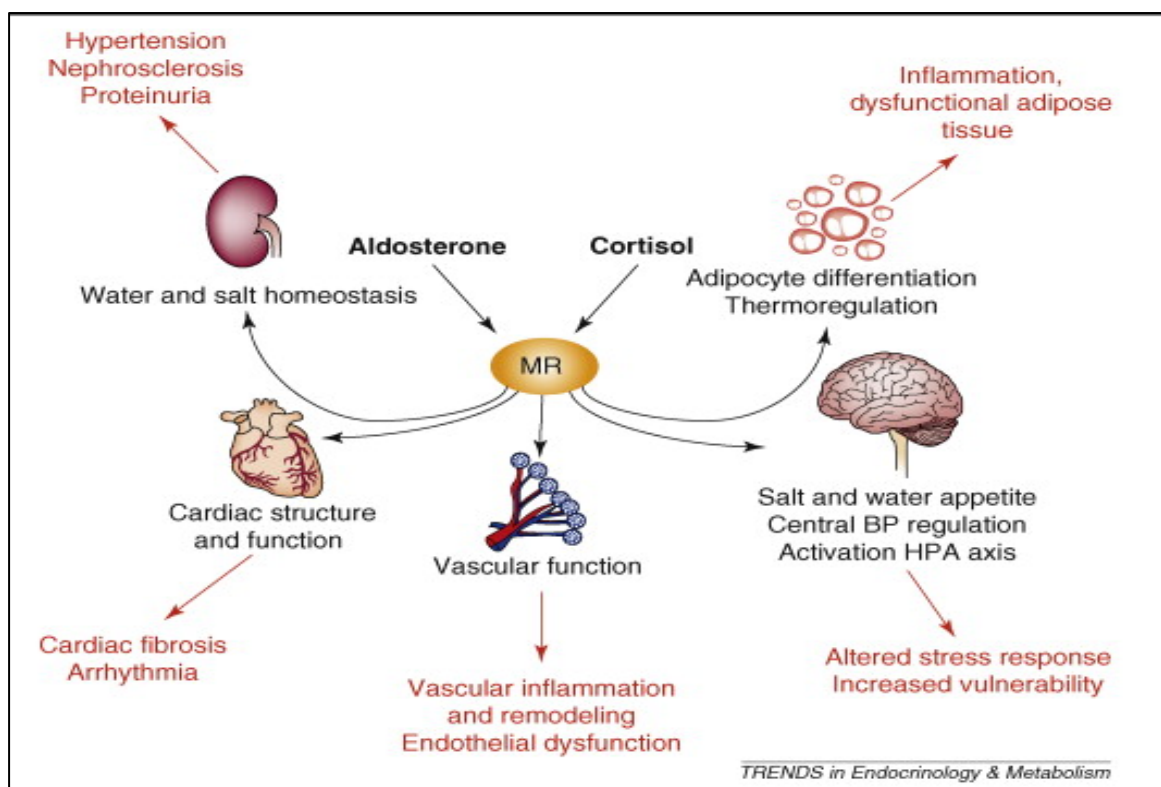 Hypertension
Nephrosclerosis
Proteinuria
Inflammation,
dysfunctional adipose
tissue
Aldosterone
Cortisol
Water and salt homeostasis
Adipocyte differentiation
Thermoregulation
MR
Cardiac structure
and function
Vascular function
Salt and water appetite
Central BP regulation
Activation HPA axis
Cardiac fibrosis
Arrhythmia
Vascular inflammation
and remodeling
Endothelial dysfunction
Altered stress response
Increased vulnerability
TRENDS in Endocrinology & Metabolism